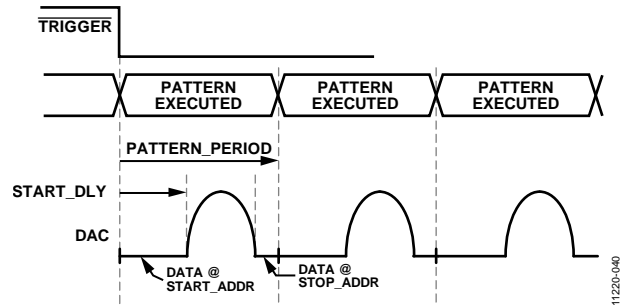 TRIGGER
PATTERN
EXECUTED
PATTERN
EXECUTED
PATTERN
EXECUTED
PATTERN_PERIOD
START_DLY
DAC
DATA @
START_ADDR
DATA @
STOP_ADDR
11220-040